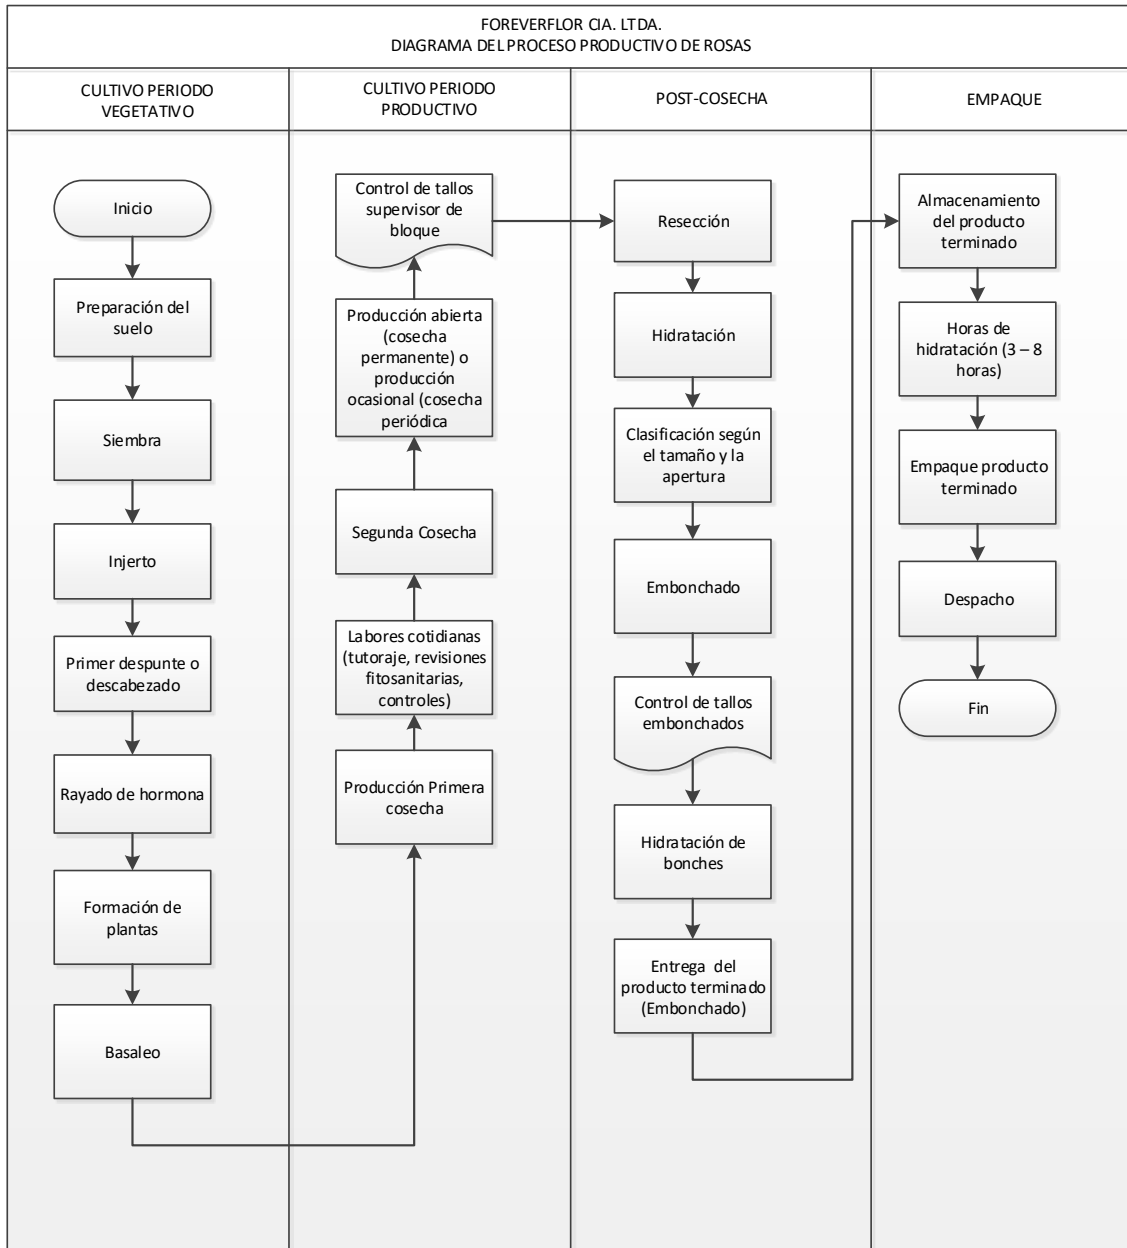 FOREVERFLOR CIA. LTDA.
DIAGRAMA DEL PROCESO PRODUCTIVO DE ROSAS
CULTIVO PERIODO
VEGETATIVO
Inicio
Preparación del
suelo
Siembra
Injerto
Primer despunte o
descabezado
Rayado de hormona
Formación de
plantas
Basaleo
CULTIVO PERIODO
PRODUCTIVO
Control de tallos
supervisor de
bloque
Producción abierta
(cosecha
permanente) o
producción
ocasional (cosecha
periódica
Segunda Cosecha
Labores cotidianas
(tutoraje, revisiones
fitosanitarias,
controles)
Producción Primera
cosecha
POST-COSECHA
Resección
Hidratación
Clasificación según
el tamaño y la
apertura
Embonchado
Control de tallos
embonchados
Hidratación de
bonches
Entrega del
producto terminado
(Embonchado)
EMPAQUE
Almacenamiento
del producto
terminado
Horas de
hidratación (3 – 8
horas)
Empaque producto
terminado
Despacho
Fin